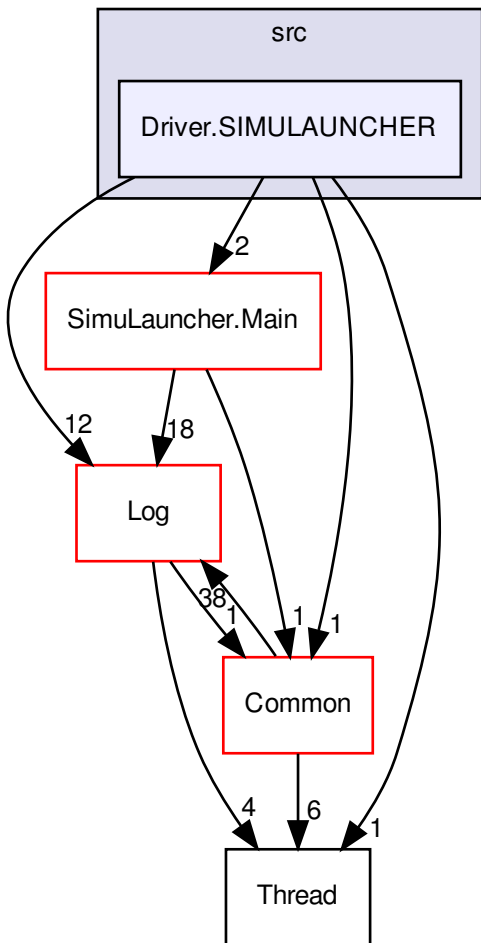 src
Driver.SIMULAUNCHER
2
SimuLauncher.Main
12
18
Log
38
1
1
1
Common
4
6
1
Thread